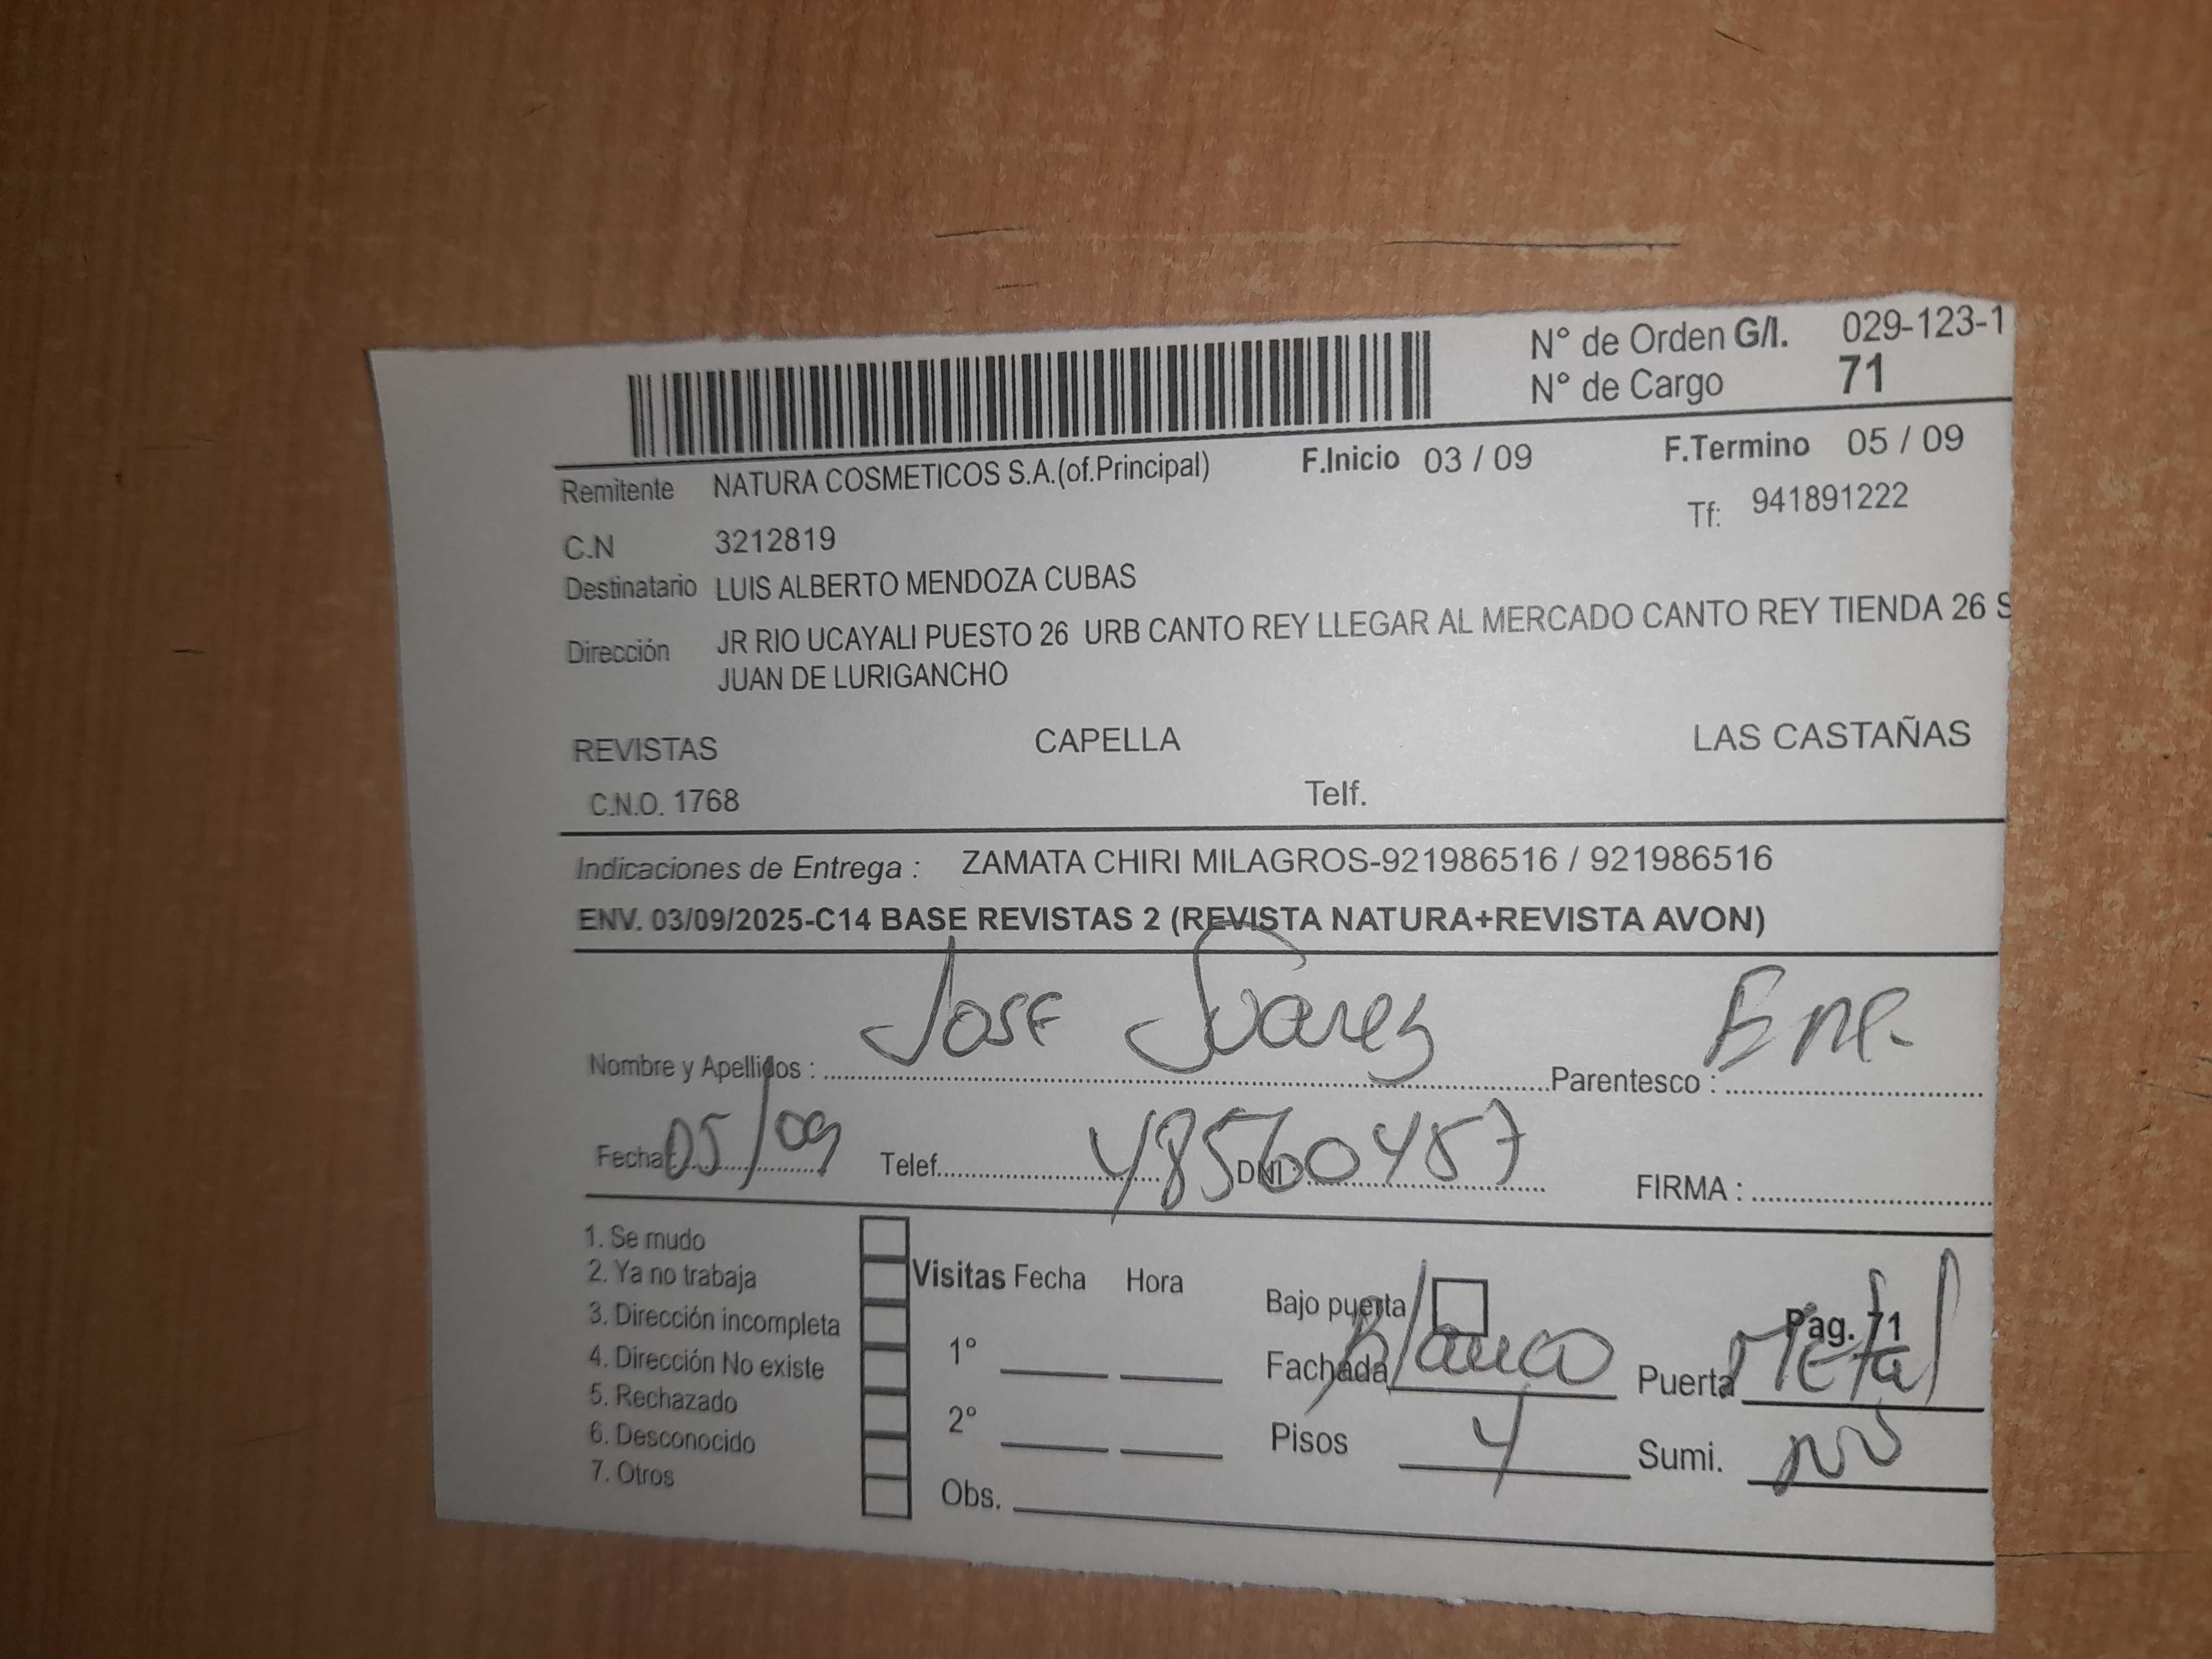 N° de Orden G/I. 029-123-1
N° de Cargo 71
Remitente NATURA COSMETICOS S.A.(of.Principal) F.Inicio 03 / 09 F.Termino 05 / 09
C.N 3212819 Tf: 941891222
Destinatario LUIS ALBERTO MENDOZA CUBAS
Dirección JR RIO UCAYALI PUESTO 26 URB CANTO REY LLEGAR AL MERCADO CANTO REY TIENDA 26 S
JUAN DE LURIGANCHO
REVISTAS CAPELLA LAS CASTAÑAS
C.N.O. 1768 Telf.
Indicaciones de Entrega : ZAMATA CHIRI MILAGROS-921986516 / 921986516
ENV. 03/09/2025-C14 BASE REVISTAS 2 (REVISTA NATURA+REVISTA AVON)
Nombre y Apellidos : Jose Suarez Parentesco :
Fecha 05/09 Telef. DNI : 48560457 FIRMA :
1. Se mudo
2. Ya no trabaja Visitas Fecha Hora
3. Dirección incompleta Bajo puerta Pag. 71
4. Dirección No existe 1° Fachada Blanco Puerta Metal
5. Rechazado
6. Desconocido 2° Pisos 4 Sumi. No
7. Otros
Obs.